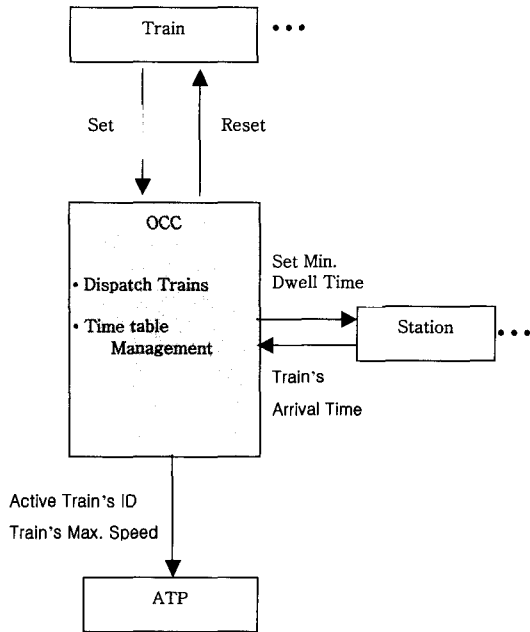 Train
•••
Set
Reset
OCC
• Dispatch Trains
• Time table
Management
Set Min.
Dwell Time
Station
•••
Train's
Arrival Time
Active Train's ID
Train's Max. Speed
ATP